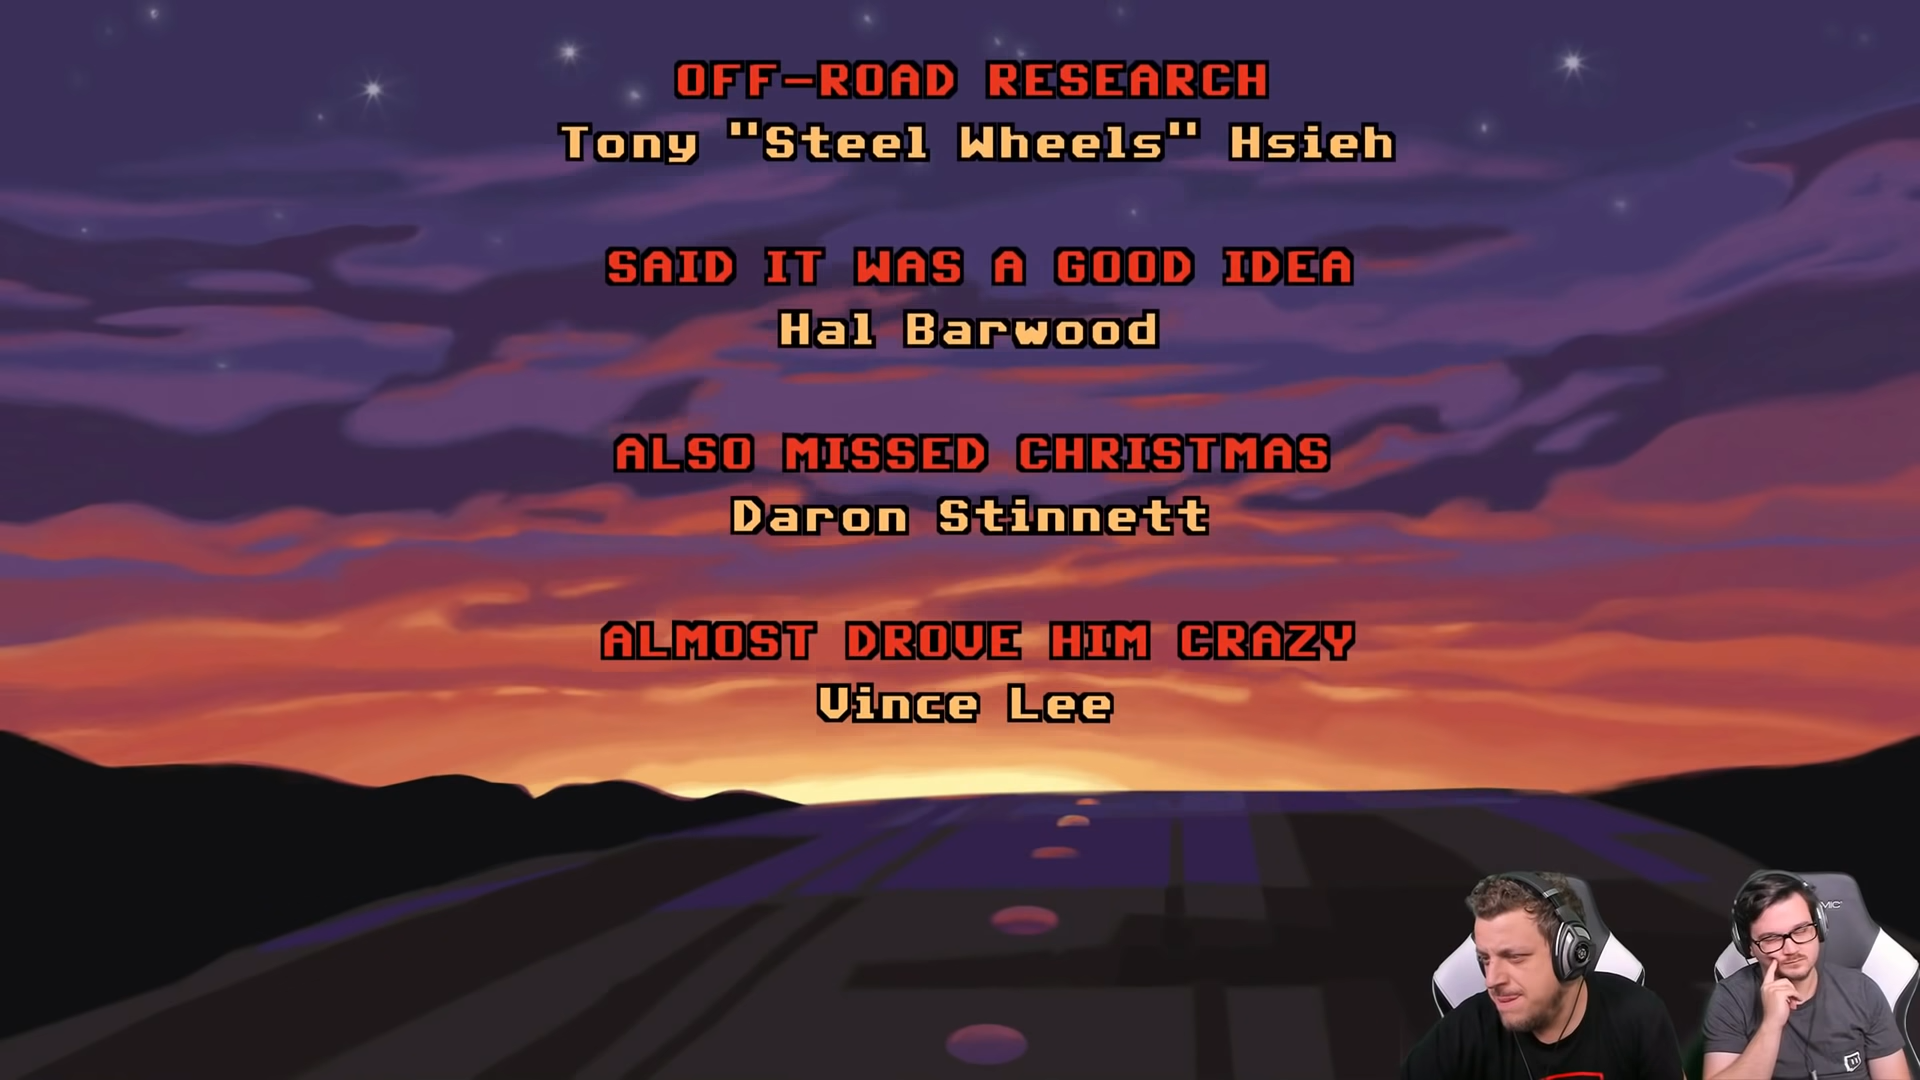 OFF-ROAD RESEARCH
Tony "Steel Wheels" Hsieh
SAID IT WAS A GOOD IDEA
Hal Barwood
ALSO MISSED CHRISTMAS
Daron Stinnett
ALMOST DROVE HIM CRAZY
Vince Lee